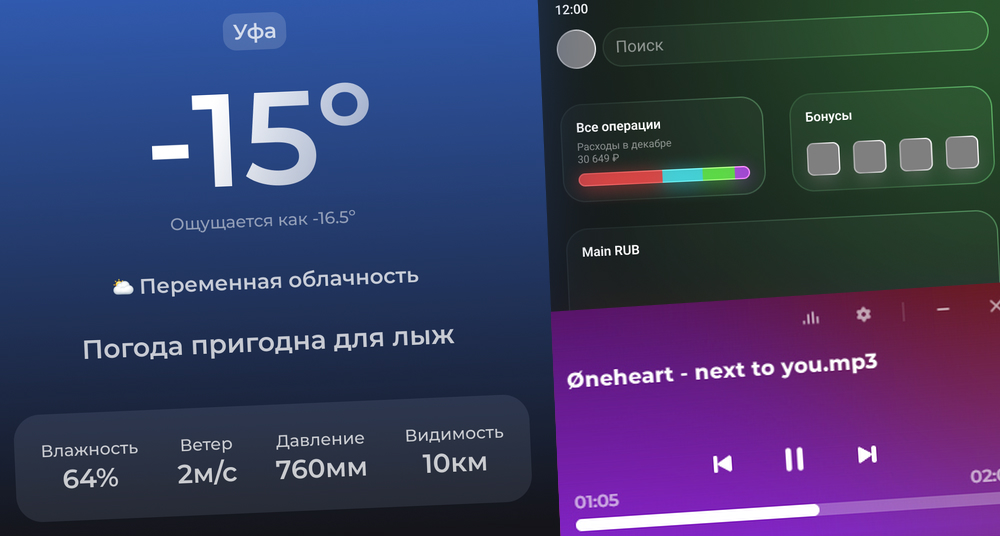 Уфа
-15°
Ощущается как -16.5°
Переменная облачность
Погода пригодна для лыж
Влажность
64%
Ветер
2м/с
Давление
760мм
Видимость
10км
12:00
Поиск
Все операции
Расходы в декабре
30 649 ₽
Бонусы
Main RUB
Øneheart - next to you.mp3
01:05